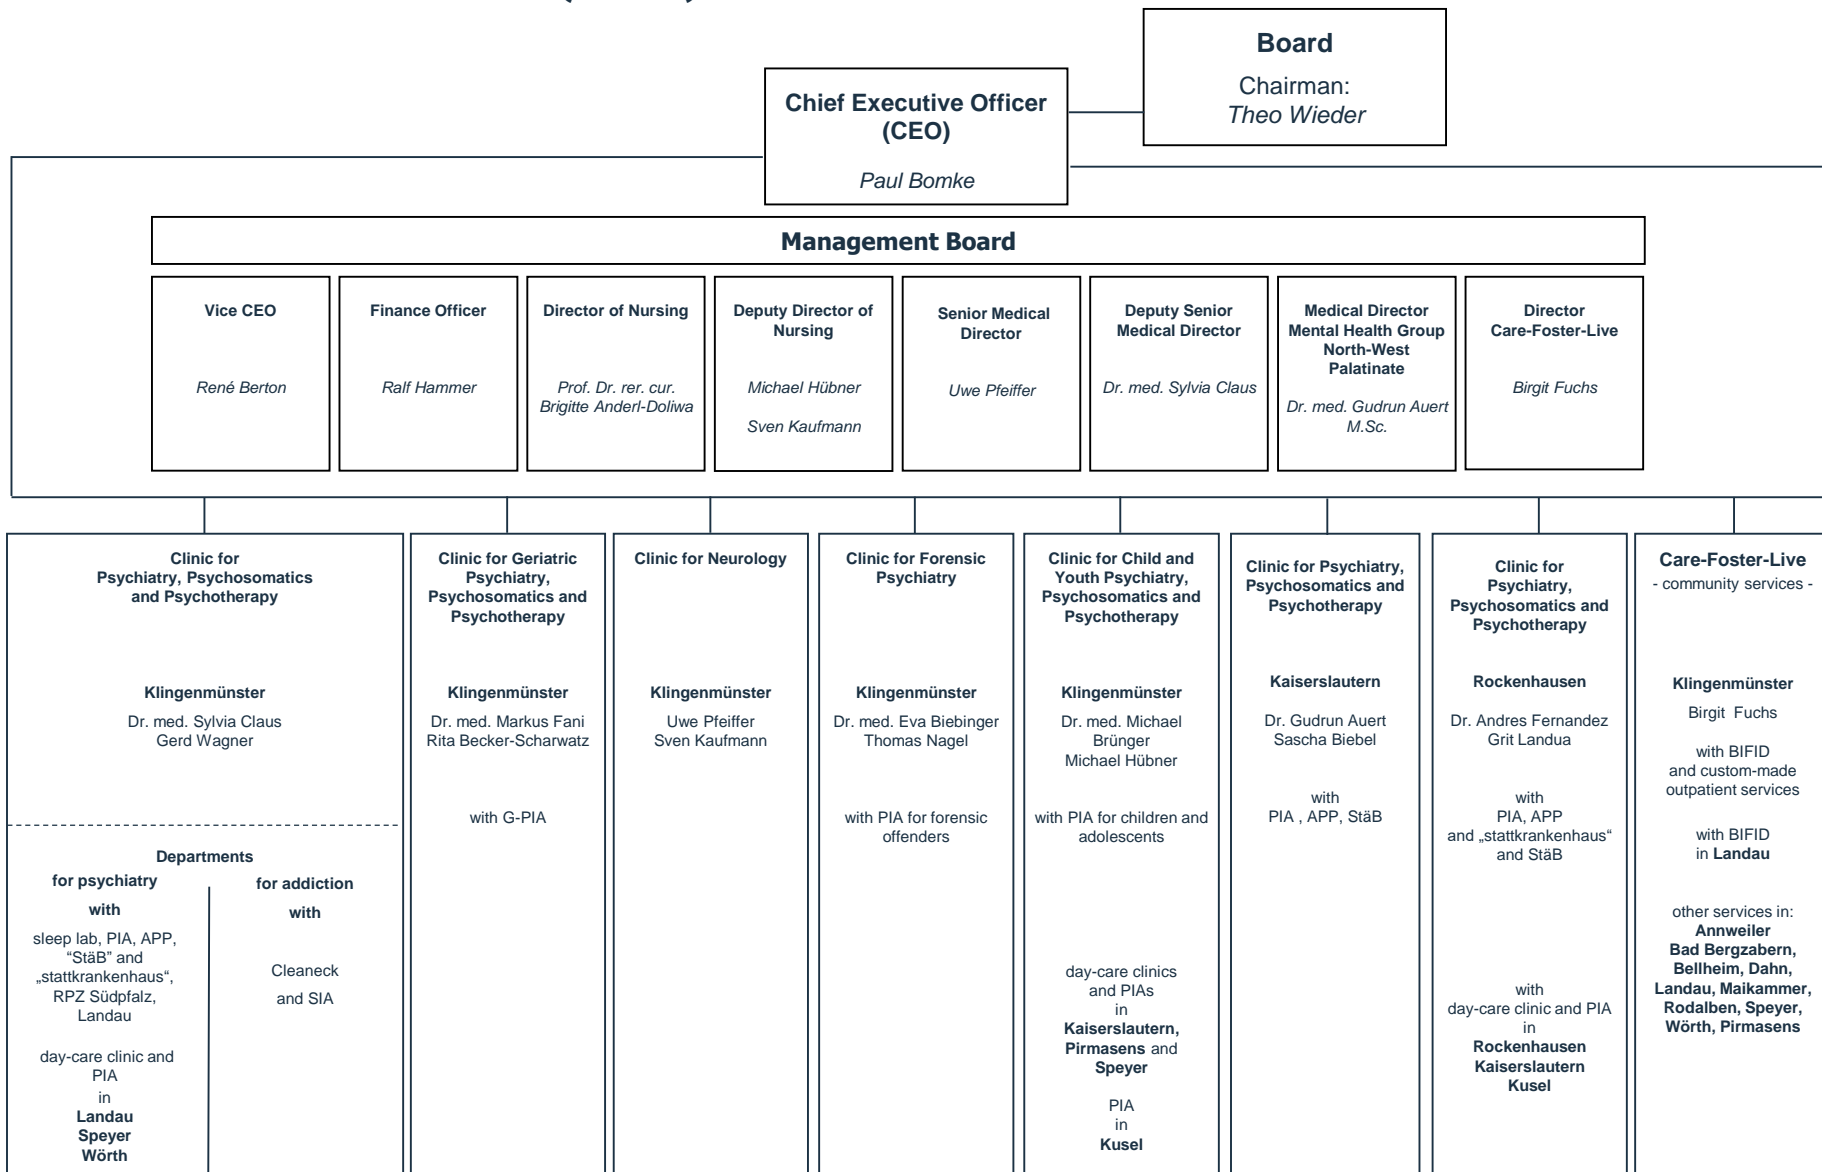 Board
Chairman:
Theo Wieder
Chief Executive Officer
(CEO)
Paul Bomke
Management Board
Vice CEO
René Berton
Finance Officer
Ralf Hammer
Director of Nursing
Prof. Dr. rer. cur.
Brigitte Anderl-Doliwa
Deputy Director of
Nursing
Michael Hübner
Sven Kaufmann
Senior Medical
Director
Uwe Pfeiffer
Deputy Senior
Medical Director
Dr. med. Sylvia Claus
Medical Director
Mental Health Group
North-West
Palatinate
Dr. med. Gudrun Auert
M.Sc.
Director
Care-Foster-Live
Birgit Fuchs
Clinic for
Psychiatry, Psychosomatics
and Psychotherapy
Klingenmünster
Dr. med. Sylvia Claus
Gerd Wagner
Departments
for psychiatry
with
sleep lab, PIA, APP,
“StäB” and
„stattkrankenhaus“,
RPZ Südpfalz,
Landau
day-care clinic and
PIA
in
Landau
Speyer
Wörth
for addiction
with
Cleaneck
and SIA
Clinic for Geriatric
Psychiatry,
Psychosomatics and
Psychotherapy
Klingenmünster
Dr. med. Markus Fani
Rita Becker-Scharwatz
with G-PIA
Clinic for Neurology
Klingenmünster
Uwe Pfeiffer
Sven Kaufmann
Clinic for Forensic
Psychiatry
Klingenmünster
Dr. med. Eva Biebinger
Thomas Nagel
with PIA for forensic
offenders
Clinic for Child and
Youth Psychiatry,
Psychosomatics and
Psychotherapy
Klingenmünster
Dr. med. Michael
Brünger
Michael Hübner
with PIA for children and
adolescents
day-care clinics
and PIAs
in
Kaiserslautern,
Pirmasens and
Speyer
PIA
in
Kusel
Clinic for Psychiatry,
Psychosomatics and
Psychotherapy
Kaiserslautern
Dr. Gudrun Auert
Sascha Biebel
with
PIA , APP, StäB
Clinic for
Psychiatry,
Psychosomatics and
Psychotherapy
Rockenhausen
Dr. Andres Fernandez
Grit Landua
with
PIA, APP
and „stattkrankenhaus“
and StäB
with
day-care clinic and PIA
in
Rockenhausen
Kaiserslautern
Kusel
Care-Foster-Live
- community services -
Klingenmünster
Birgit Fuchs
with BIFID
and custom-made
outpatient services
with BIFID
in Landau
other services in:
Annweiler
Bad Bergzabern,
Bellheim, Dahn,
Landau, Maikammer,
Rodalben, Speyer,
Wörth, Pirmasens